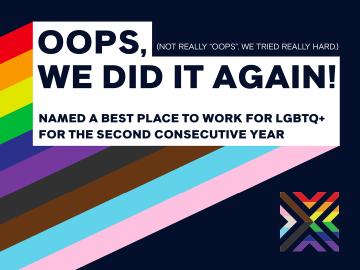 OOPS, (NOT REALLY "OOPS". WE TRIED REALLY HARD.)
WE DID IT AGAIN!
NAMED A BEST PLACE TO WORK FOR LGBTQ+
FOR THE SECOND CONSECUTIVE YEAR